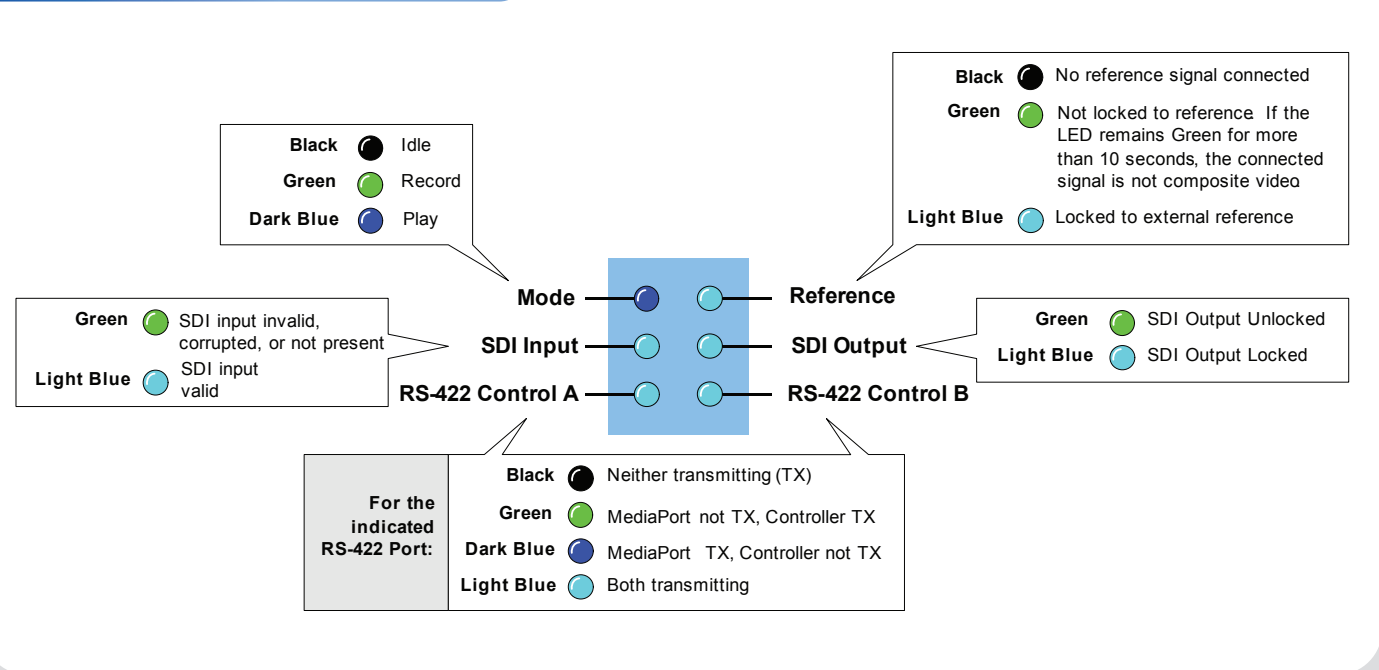 Black No reference signal connected
Green Not locked to reference. If the
LED remains Green for more
than 10 seconds, the connected
signal is not composite video.
Light Blue Locked to external reference
Black Idle
Green Record
Dark Blue Play
Mode Reference
Green SDI input invalid,
corrupted, or not present
Light Blue SDI input
valid
SDI Input SDI Output
Green SDI Output Unlocked
Light Blue SDI Output Locked
RS-422 Control A RS-422 Control B
For the
indicated
RS-422 Port:
Black Neither transmitting (TX)
Green MediaPort not TX, Controller TX
Dark Blue MediaPort TX, Controller not TX
Light Blue Both transmitting